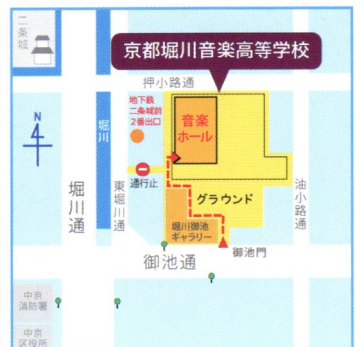 二条城
京都堀川音楽高等学校
押小路通
地下鉄
二条城前
2番出口
音楽
ホール
N
堀川
通行止
堀川通
東堀川通
グラウンド
油小路通
堀川御池
ギャラリー
御池門
御池通
中京
消防署
中京
区役所